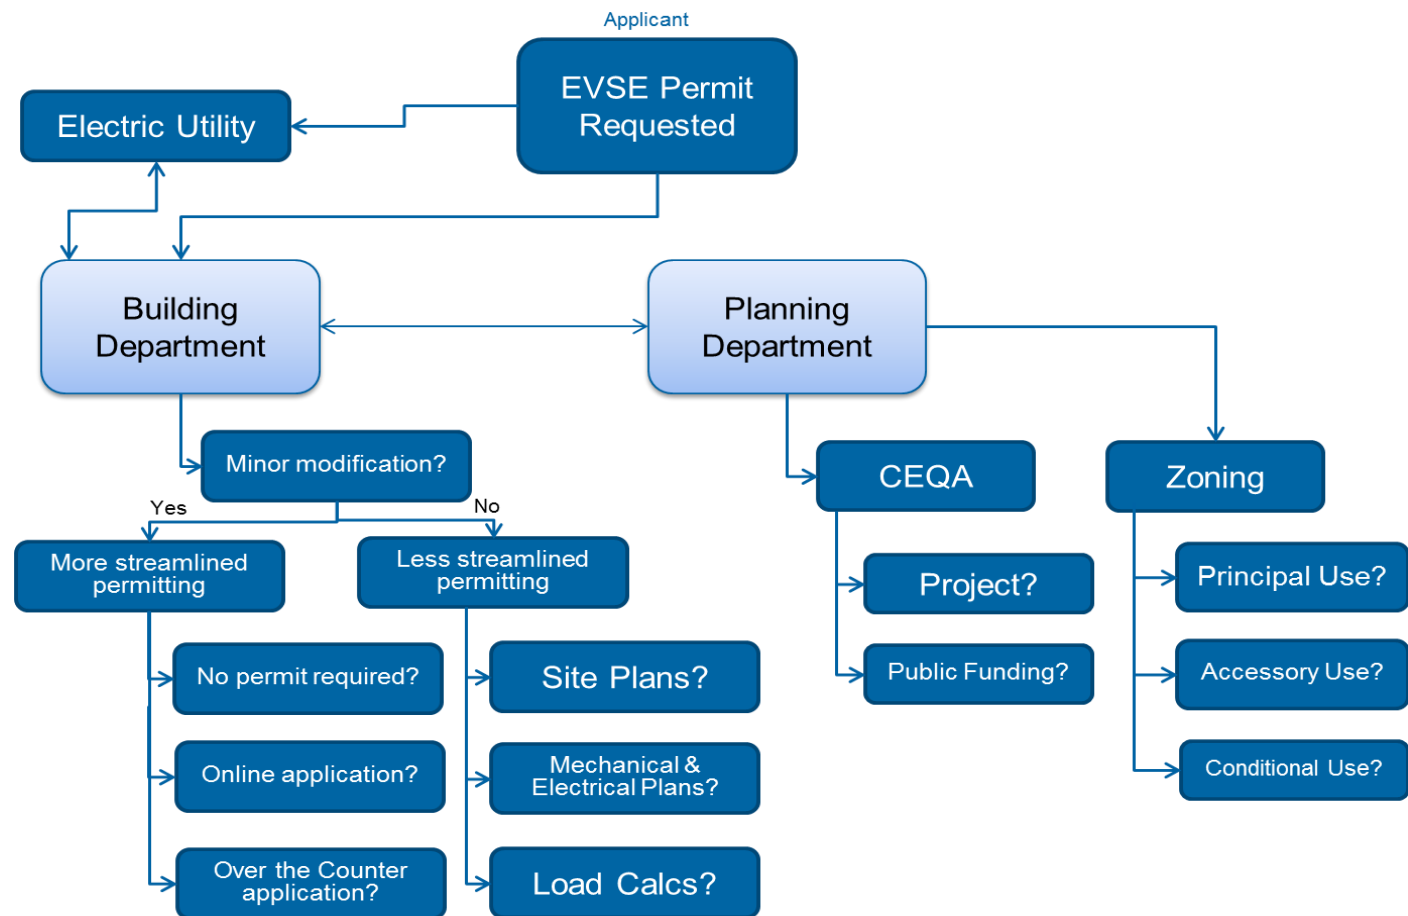 Applicant
EVSE Permit
Requested
Electric Utility
Building
Department
Planning
Department
Minor modification?
CEQA
Zoning
Yes
No
More streamlined
permitting
Less streamlined
permitting
Project?
Principal Use?
No permit required?
Site Plans?
Public Funding?
Accessory Use?
Online application?
Mechanical &
Electrical Plans?
Conditional Use?
Over the Counter
application?
Load Calcs?